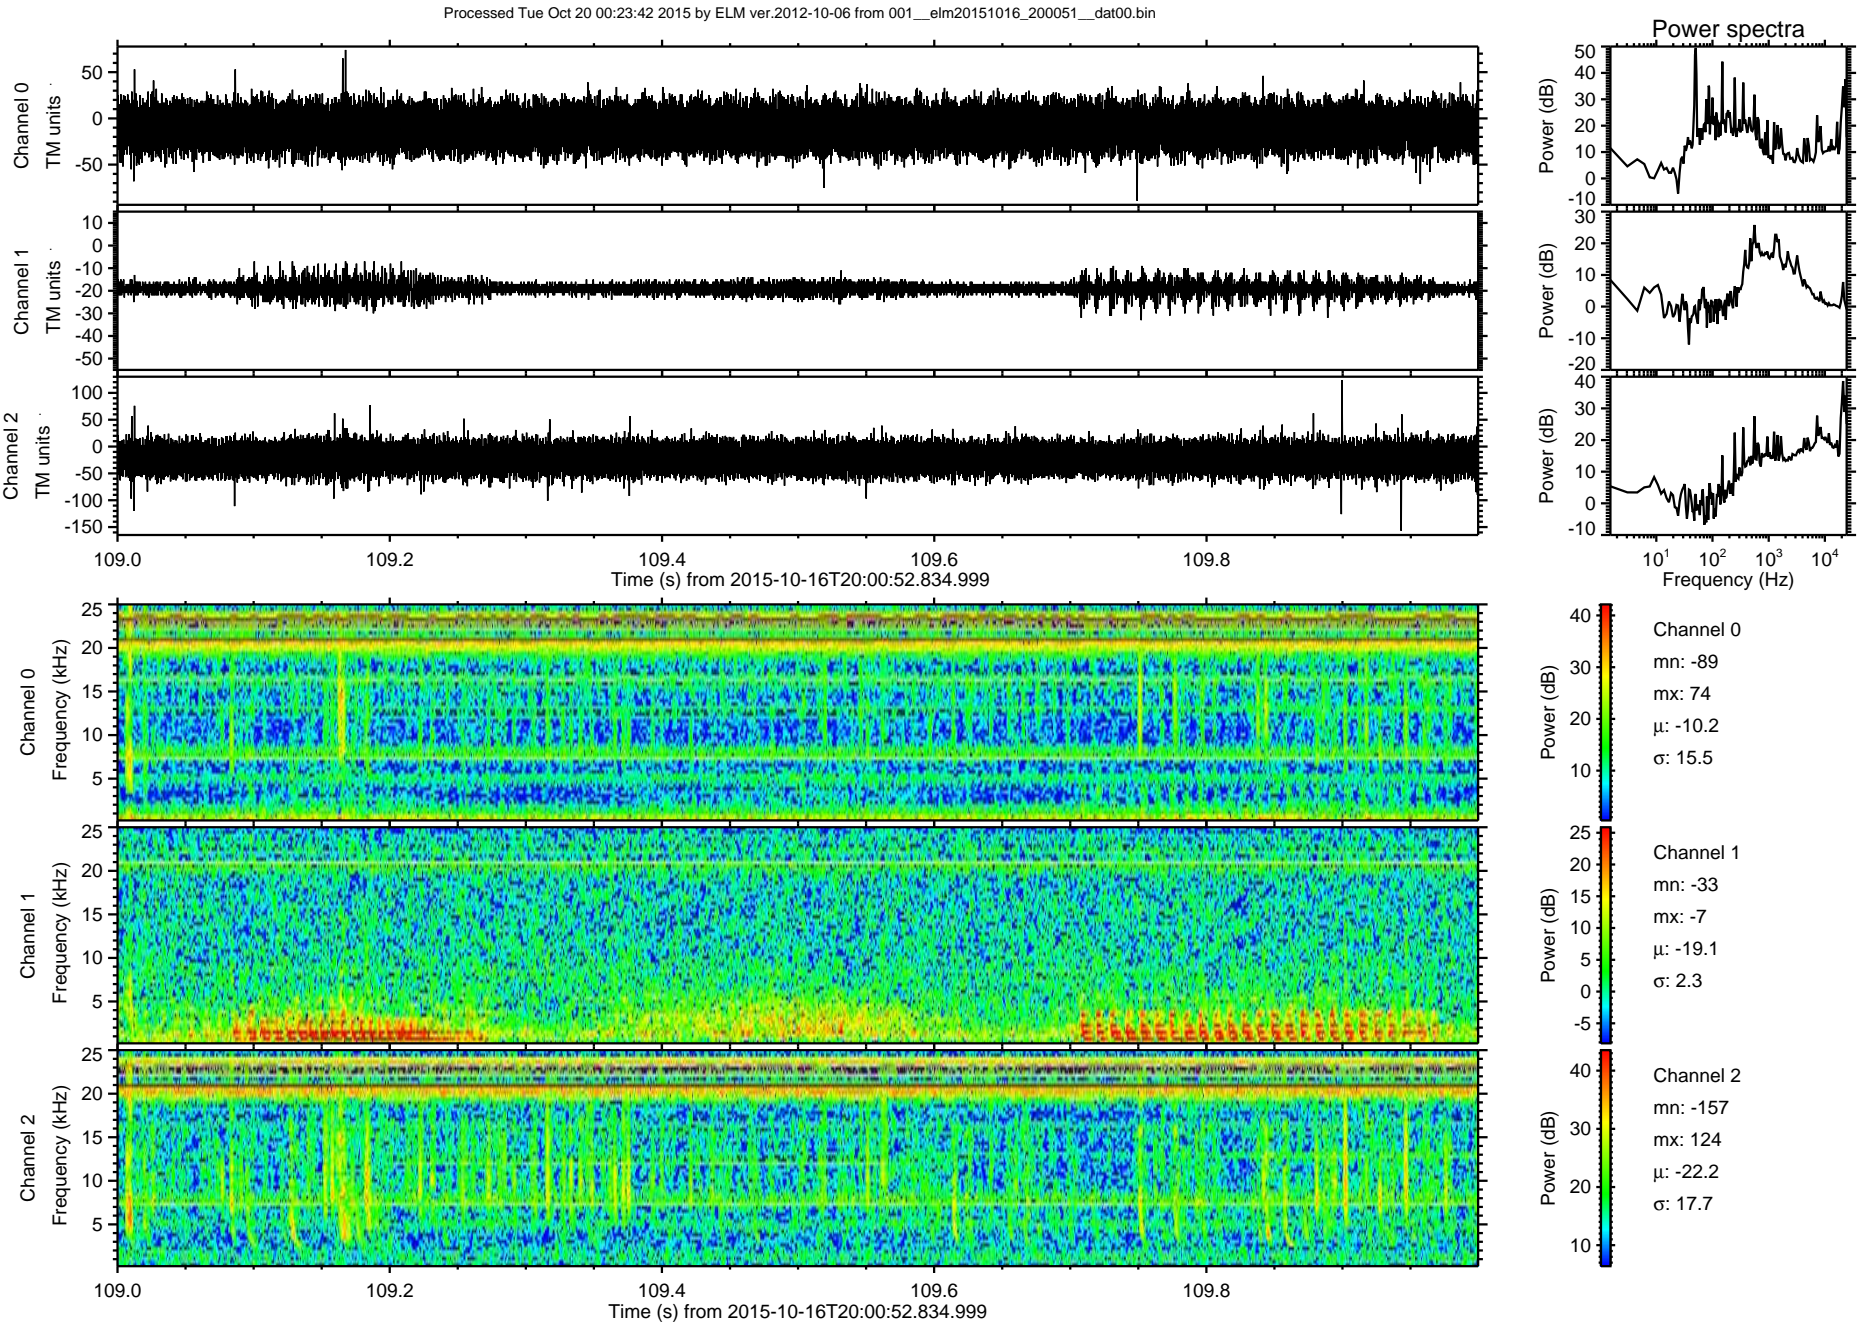 Processed Tue Oct 20 00:23:42 2015 by ELM ver.2012-10-06 from 001__elm20151016_200051__dat00.bin
Power spectra
Channel 0
TM units
50
0
-50
Power (dB)
50
40
30
20
10
0
-10
Channel 1
TM units
10
0
-10
-20
-30
-40
-50
Power (dB)
30
20
10
0
-10
-20
Channel 2
TM units
100
50
0
-50
-100
-150
Power (dB)
40
30
20
10
0
-10
109.0 109.2 109.4 109.6 109.8
Time (s) from 2015-10-16T20:00:52.834.999
10^1 10^2 10^3 10^4
Frequency (Hz)
Channel 0
Frequency (kHz)
25
20
15
10
5
Power (dB)
40
30
20
10
Channel 0
mn: -89
mx: 74
µ: -10.2
σ: 15.5
Channel 1
Frequency (kHz)
25
20
15
10
5
Power (dB)
25
20
15
10
5
0
-5
Channel 1
mn: -33
mx: -7
µ: -19.1
σ: 2.3
Channel 2
Frequency (kHz)
25
20
15
10
5
Power (dB)
40
30
20
10
Channel 2
mn: -157
mx: 124
µ: -22.2
σ: 17.7
109.0 109.2 109.4 109.6 109.8
Time (s) from 2015-10-16T20:00:52.834.999